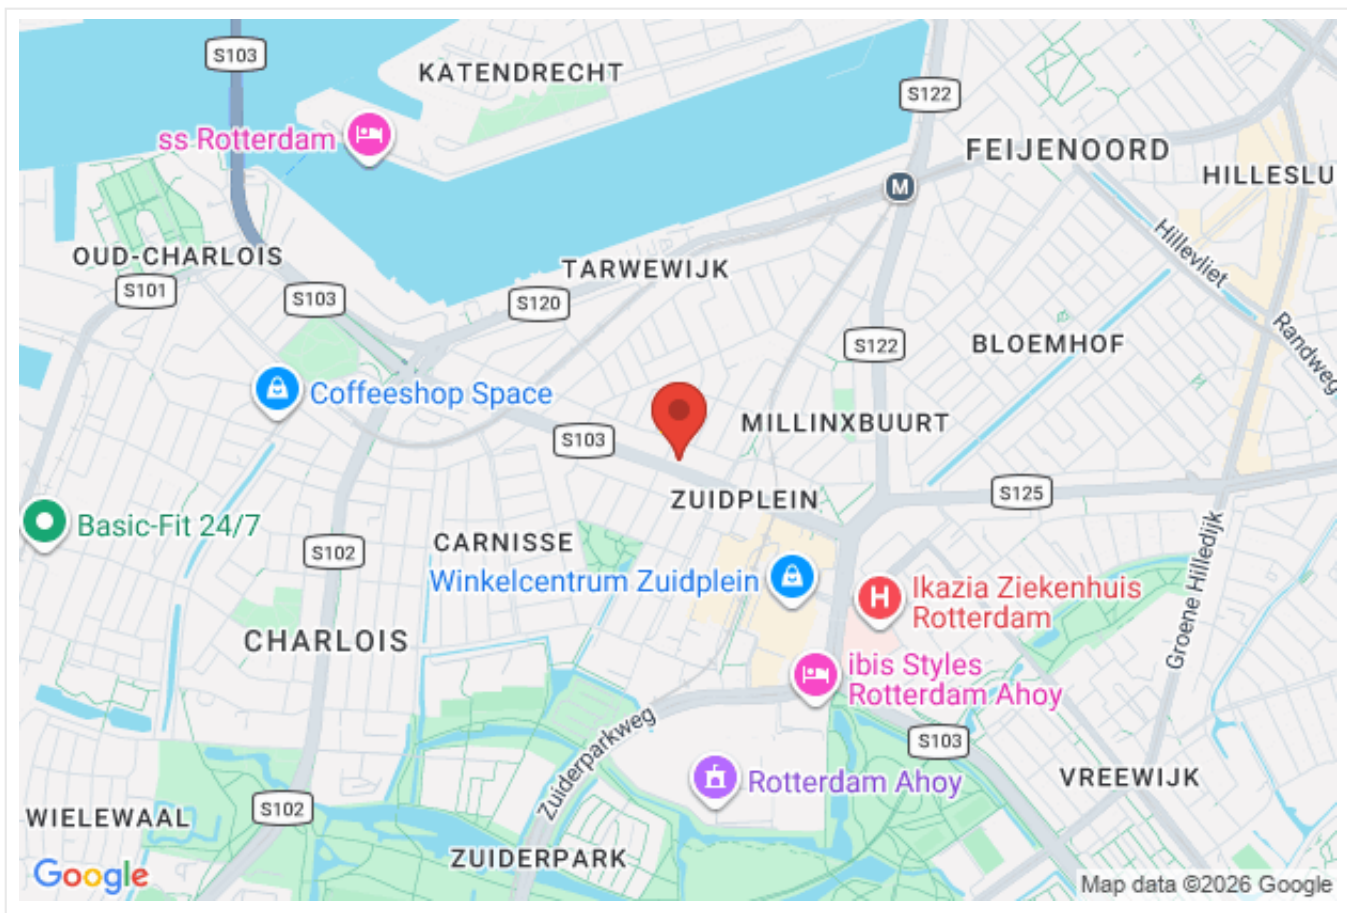 S103
KATENDRECHT
S122
ss Rotterdam
FEIJENOORD
HILLESLU
M
Hillevliet
OUD-CHARLOIS
TARWEWIJK
S101
S103
S120
Randweg
S122
BLOEMHOF
Coffeeshop Space
MILLINXBUURT
S103
ZUIDPLEIN
S125
Basic-Fit 24/7
CARNISSE
S102
Winkelcentrum Zuidplein
H
Ikazia Ziekenhuis
Rotterdam
Groene Hilledijk
CHARLOIS
ibis Styles
Rotterdam Ahoy
Zuiderparkweg
S103
Rotterdam Ahoy
VREEWIJK
WIELEWAAL
S102
ZUIDERPARK
Google
Map data ©2026 Google